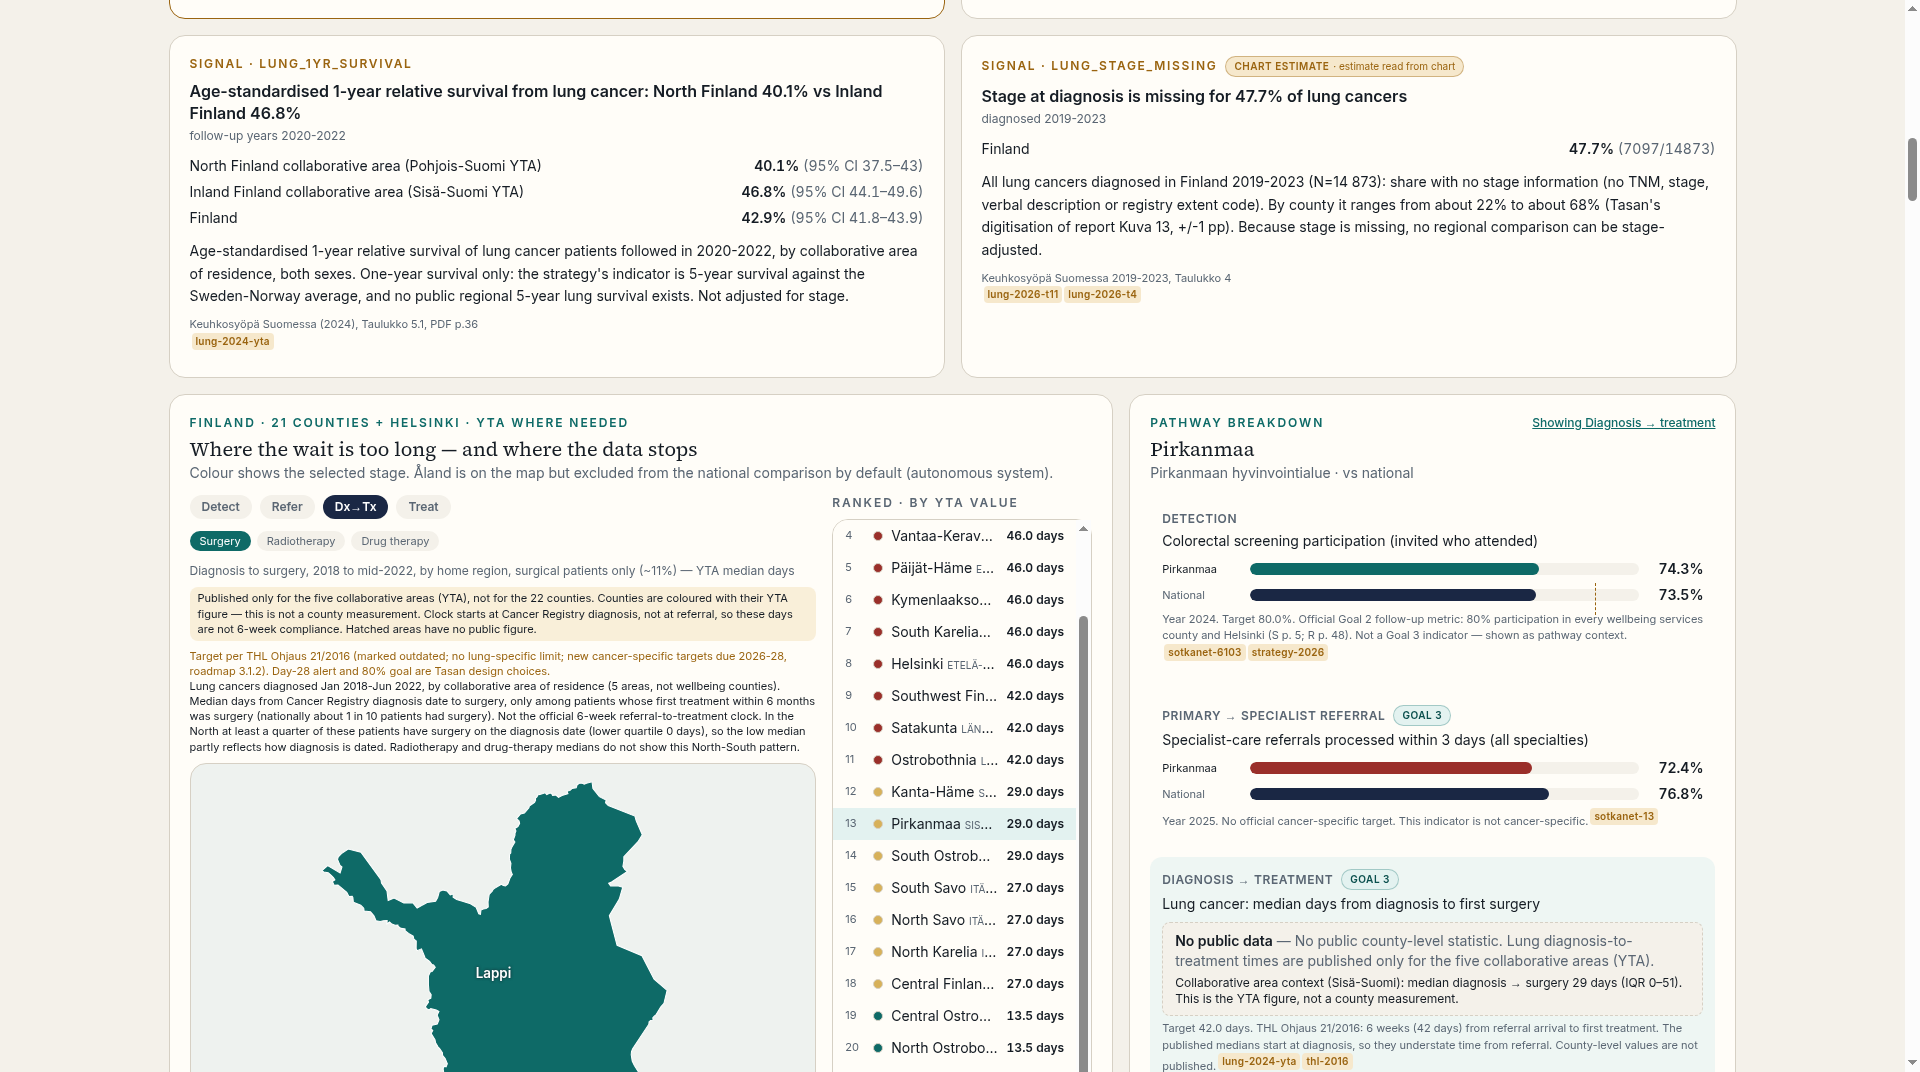 SIGNAL · LUNG_1YR_SURVIVAL
Age-standardised 1-year relative survival from lung cancer: North Finland 40.1% vs Inland
Finland 46.8%
follow-up years 2020-2022
North Finland collaborative area (Pohjois-Suomi YTA) 40.1% (95% CI 37.5–43)
Inland Finland collaborative area (Sisä-Suomi YTA) 46.8% (95% CI 44.1–49.6)
Finland 42.9% (95% CI 41.8–43.9)
Age-standardised 1-year relative survival of lung cancer patients followed in 2020-2022, by collaborative area
of residence, both sexes. One-year survival only: the strategy's indicator is 5-year survival against the
Sweden-Norway average, and no public regional 5-year lung survival exists. Not adjusted for stage.
Keuhkosyöpä Suomessa (2024), Taulukko 5.1, PDF p.36
lung-2024-yta
SIGNAL · LUNG_STAGE_MISSING CHART ESTIMATE · estimate read from chart
Stage at diagnosis is missing for 47.7% of lung cancers
diagnosed 2019-2023
Finland 47.7% (7097/14873)
All lung cancers diagnosed in Finland 2019-2023 (N=14 873): share with no stage information (no TNM, stage,
verbal description or registry extent code). By county it ranges from about 22% to about 68% (Tasan's
digitisation of report Kuva 13, +/-1 pp). Because stage is missing, no regional comparison can be stage-
adjusted.
Keuhkosyöpä Suomessa 2019-2023, Taulukko 4
lung-2026-t11 lung-2026-t4
FINLAND · 21 COUNTIES + HELSINKI · YTA WHERE NEEDED
Where the wait is too long — and where the data stops
Colour shows the selected stage. Åland is on the map but excluded from the national comparison by default (autonomous system).
Detect Refer Dx→Tx Treat
Surgery Radiotherapy Drug therapy
Diagnosis to surgery, 2018 to mid-2022, by home region, surgical patients only (~11%) — YTA median days
Published only for the five collaborative areas (YTA), not for the 22 counties. Counties are coloured with their YTA
figure — this is not a county measurement. Clock starts at Cancer Registry diagnosis, not at referral, so these days
are not 6-week compliance. Hatched areas have no public figure.
Target per THL Ohjaus 21/2016 (marked outdated; no lung-specific limit; new cancer-specific targets due 2026-28,
roadmap 3.1.2). Day-28 alert and 80% goal are Tasan design choices.
Lung cancers diagnosed Jan 2018-Jun 2022, by collaborative area of residence (5 areas, not wellbeing counties).
Median days from Cancer Registry diagnosis date to surgery, only among patients whose first treatment within 6 months
was surgery (nationally about 1 in 10 patients had surgery). Not the official 6-week referral-to-treatment clock. In the
North at least a quarter of these patients have surgery on the diagnosis date (lower quartile 0 days), so the low median
partly reflects how diagnosis is dated. Radiotherapy and drug-therapy medians do not show this North-South pattern.
Lappi
RANKED · BY YTA VALUE
4 Vantaa-Kerav... 46.0 days
5 Päijät-Häme E... 46.0 days
6 Kymenlaakso... 46.0 days
7 South Karelia... 46.0 days
8 Helsinki ETELÄ-... 46.0 days
9 Southwest Fin... 42.0 days
10 Satakunta LÄN... 42.0 days
11 Ostrobothnia L... 42.0 days
12 Kanta-Häme S... 29.0 days
13 Pirkanmaa SIS... 29.0 days
14 South Ostrob... 29.0 days
15 South Savo ITÄ... 27.0 days
16 North Savo ITÄ... 27.0 days
17 North Karelia I... 27.0 days
18 Central Finlan... 27.0 days
19 Central Ostro... 13.5 days
20 North Ostrobo... 13.5 days
PATHWAY BREAKDOWN Showing Diagnosis → treatment
Pirkanmaa
Pirkanmaan hyvinvointialue · vs national
DETECTION
Colorectal screening participation (invited who attended)
Pirkanmaa 74.3%
National 73.5%
Year 2024. Target 80.0%. Official Goal 2 follow-up metric: 80% participation in every wellbeing services
county and Helsinki (S p. 5; R p. 48). Not a Goal 3 indicator — shown as pathway context.
sotkanet-6103 strategy-2026
PRIMARY → SPECIALIST REFERRAL GOAL 3
Specialist-care referrals processed within 3 days (all specialties)
Pirkanmaa 72.4%
National 76.8%
Year 2025. No official cancer-specific target. This indicator is not cancer-specific. sotkanet-13
DIAGNOSIS → TREATMENT GOAL 3
Lung cancer: median days from diagnosis to first surgery
No public data — No public county-level statistic. Lung diagnosis-to-
treatment times are published only for the five collaborative areas (YTA).
Collaborative area context (Sisä-Suomi): median diagnosis → surgery 29 days (IQR 0–51).
This is the YTA figure, not a county measurement.
Target 42.0 days. THL Ohjaus 21/2016: 6 weeks (42 days) from referral arrival to first treatment. The
published medians start at diagnosis, so they understate time from referral. County-level values are not
published. lung-2024-yta thl-2016